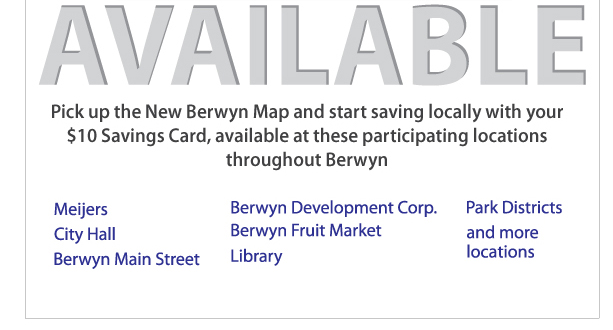 AVAILABLE
Pick up the New Berwyn Map and start saving locally with your
$10 Savings Card, available at these participating locations
throughout Berwyn
Meijers
City Hall
Berwyn Main Street
Berwyn Development Corp.
Berwyn Fruit Market
Library
Park Districts
and more
locations